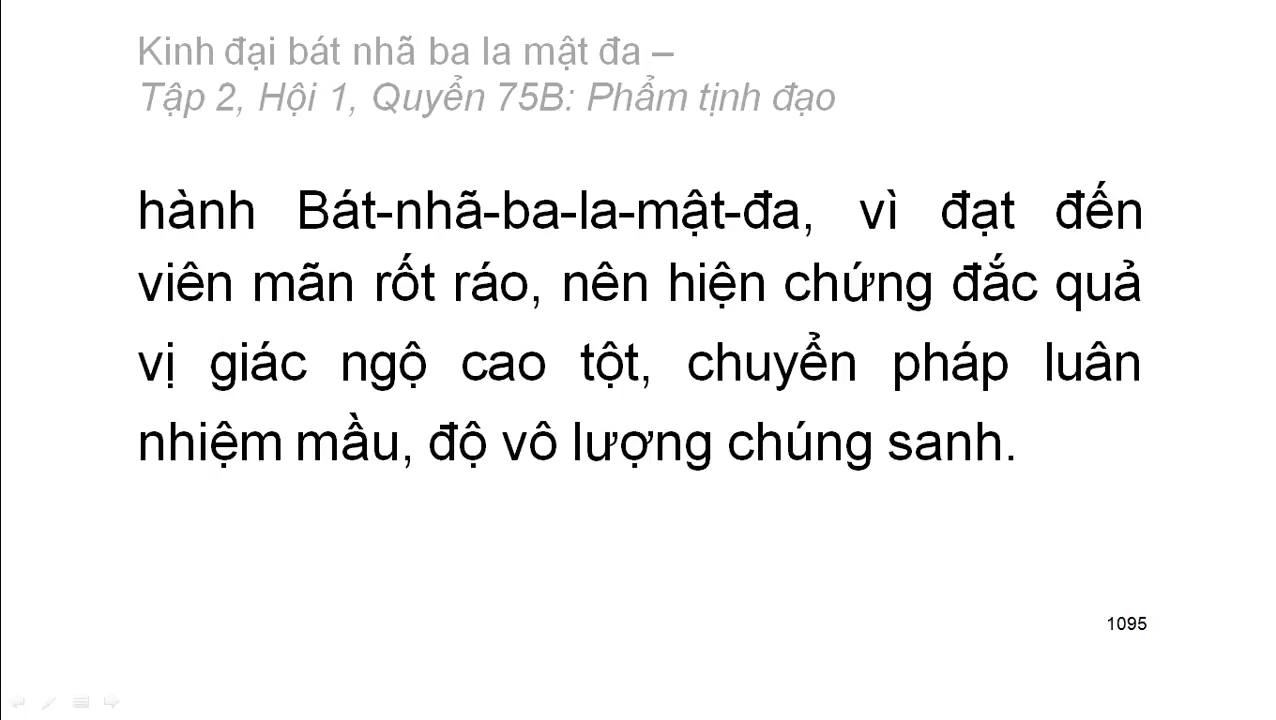 Kinh đại bát nhã ba la mật đa –
Tập 2, Hội 1, Quyển 75B: Phẩm tịnh đạo
hành Bát-nhã-ba-la-mật-đa, vì đạt đến
viên mãn rốt ráo, nên hiện chứng đắc quả
vị giác ngộ cao tột, chuyển pháp luân
nhiệm mầu, độ vô lượng chúng sanh.
1095